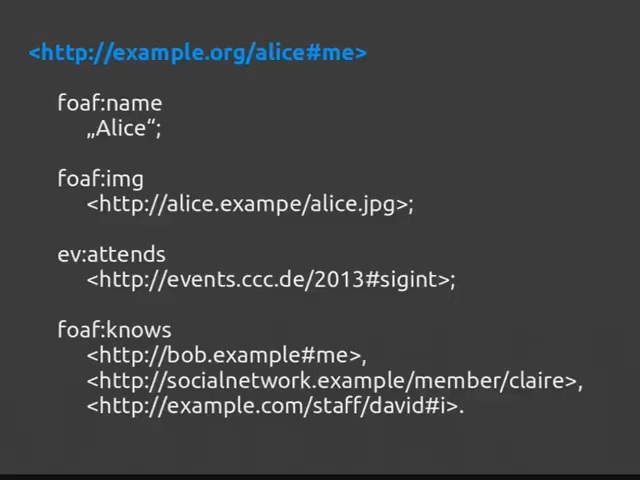 <http://example.org/alice#me>
foaf:name
„Alice“;
foaf:img
<http://alice.exampe/alice.jpg>;
ev:attends
<http://events.ccc.de/2013#sigint>;
foaf:knows
<http://bob.example#me>,
<http://socialnetwork.example/member/claire>,
<http://example.com/staff/david#i>.